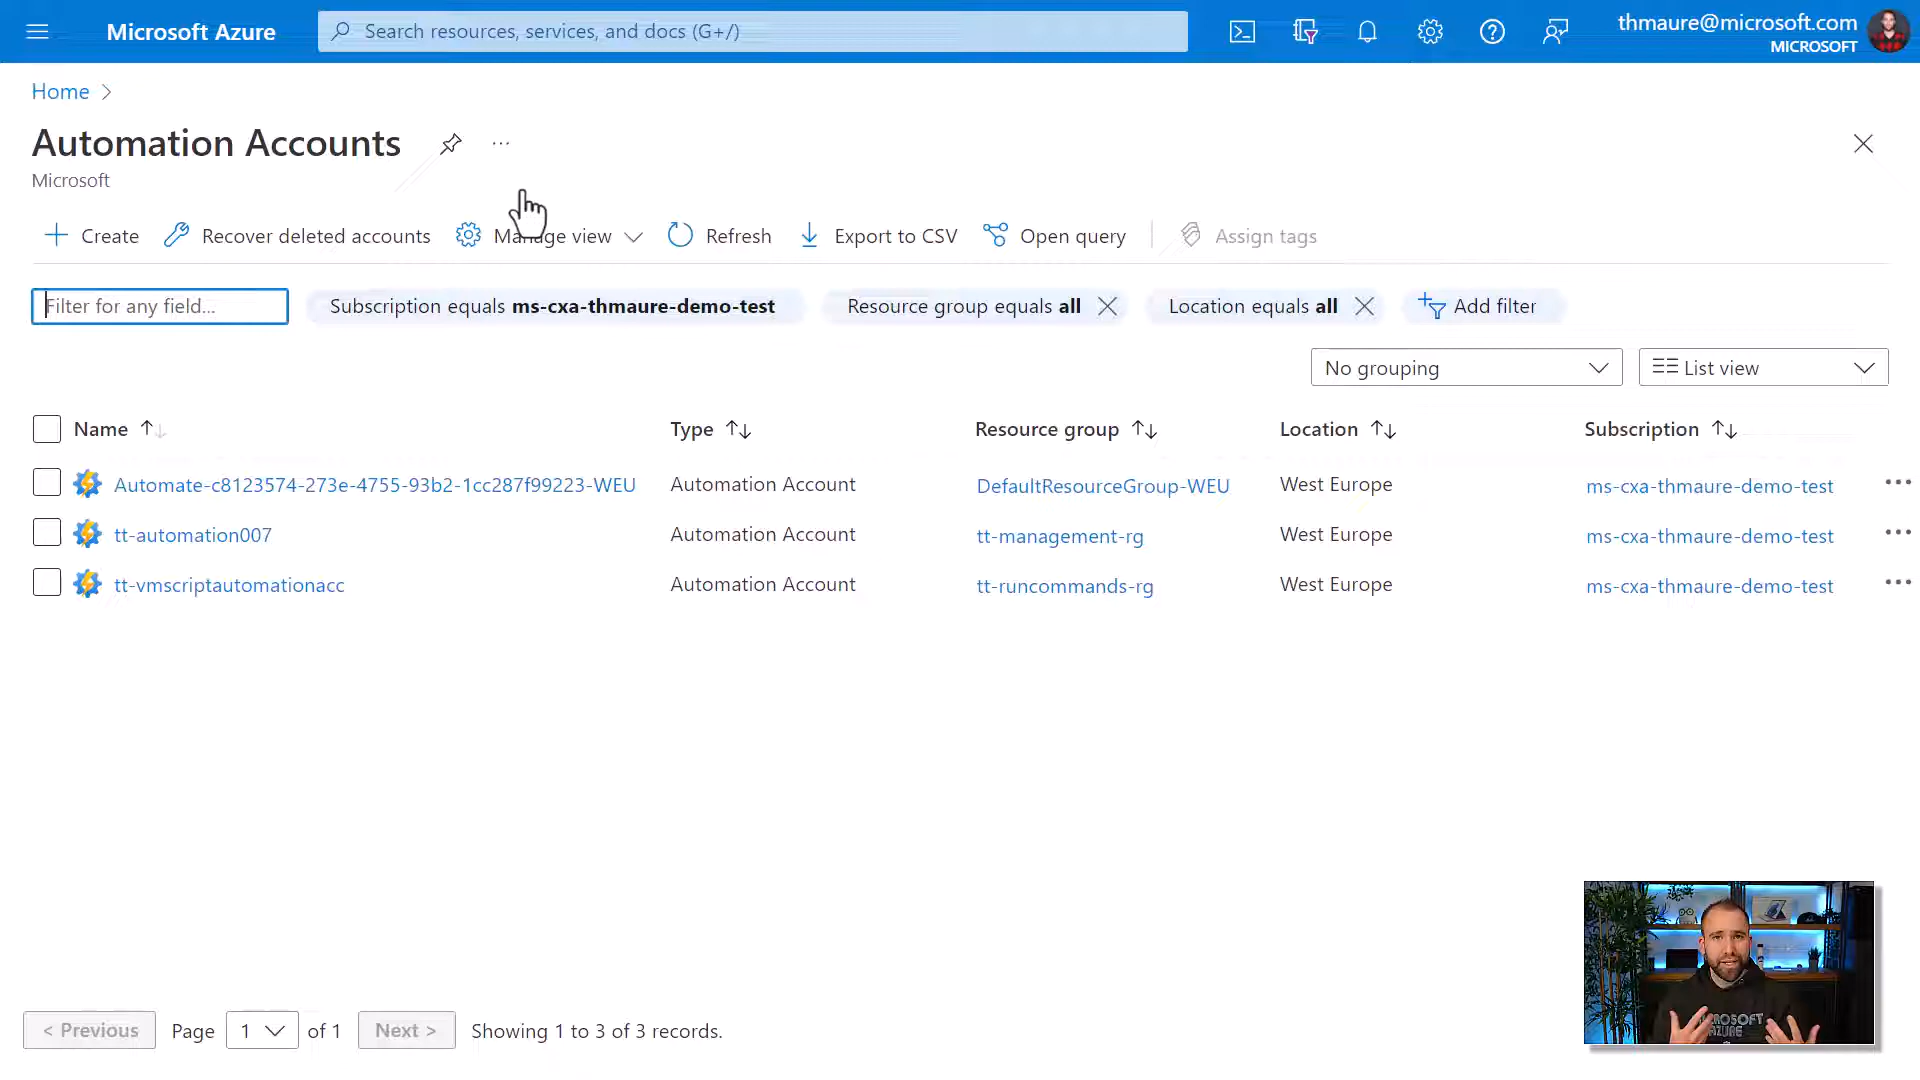 Microsoft Azure
Search resources, services, and docs (G+/)
thmaure@microsoft.com
MICROSOFT
Home
Automation Accounts
Microsoft
Create
Recover deleted accounts
Manage view
Refresh
Export to CSV
Open query
Assign tags
Filter for any field...
Subscription equals ms-cxa-thmaure-demo-test
Resource group equals all
Location equals all
Add filter
No grouping
List view
Name
Type
Resource group
Location
Subscription
Automate-c8123574-273e-4755-93b2-1cc287f99223-WEU
Automation Account
DefaultResourceGroup-WEU
West Europe
ms-cxa-thmaure-demo-test
tt-automation007
Automation Account
tt-management-rg
West Europe
ms-cxa-thmaure-demo-test
tt-vmscriptautomationacc
Automation Account
tt-runcommands-rg
West Europe
ms-cxa-thmaure-demo-test
< Previous
Page 1 of 1
Next >
Showing 1 to 3 of 3 records.
MICROSOFT
AZURE